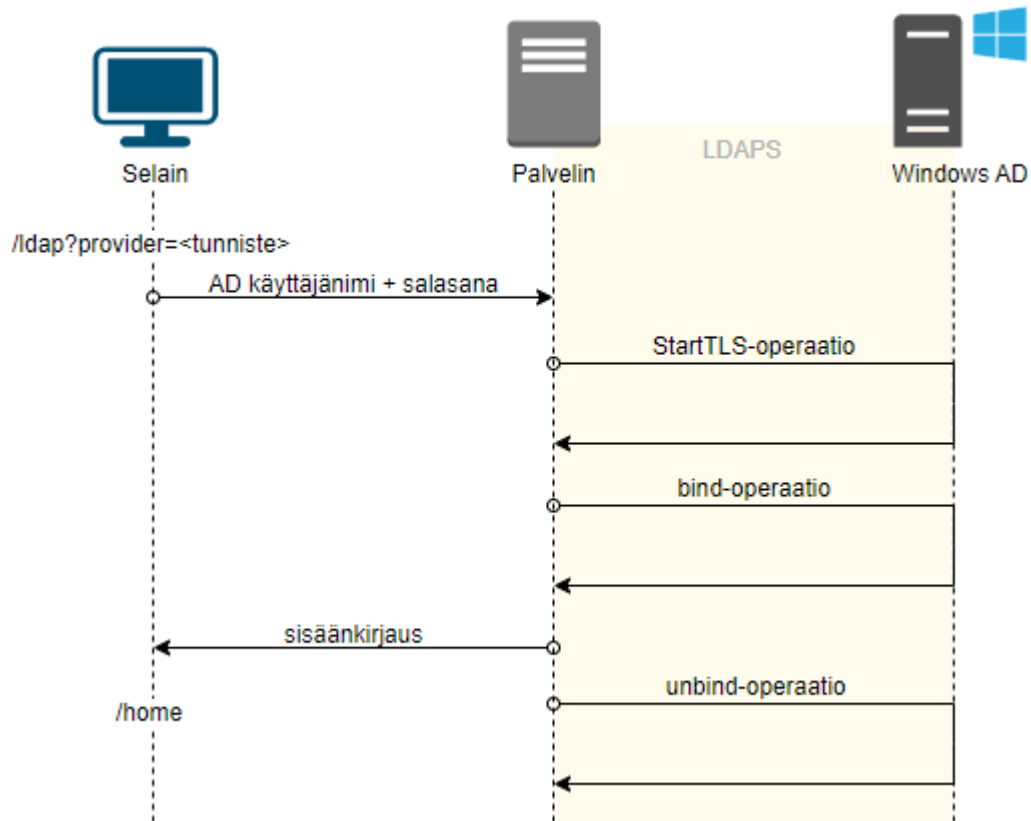 LDAPS
Selain
Palvelin
Windows AD
/ldap?provider=<tunniste>
AD käyttäjänimi + salasana
StartTLS-operaatio
bind-operaatio
sisäänkirjaus
unbind-operaatio
/home